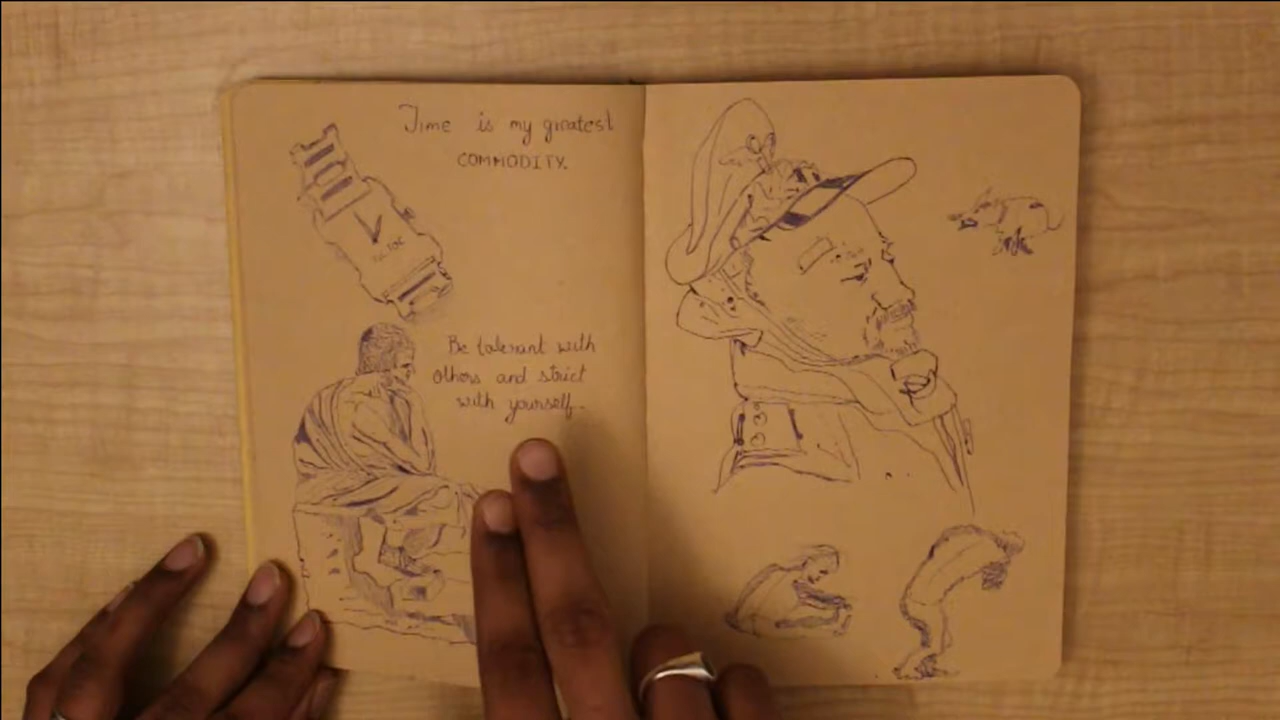 Time is my greatest
COMMODITY.
Be tolerant with
others and strict
with yourself.